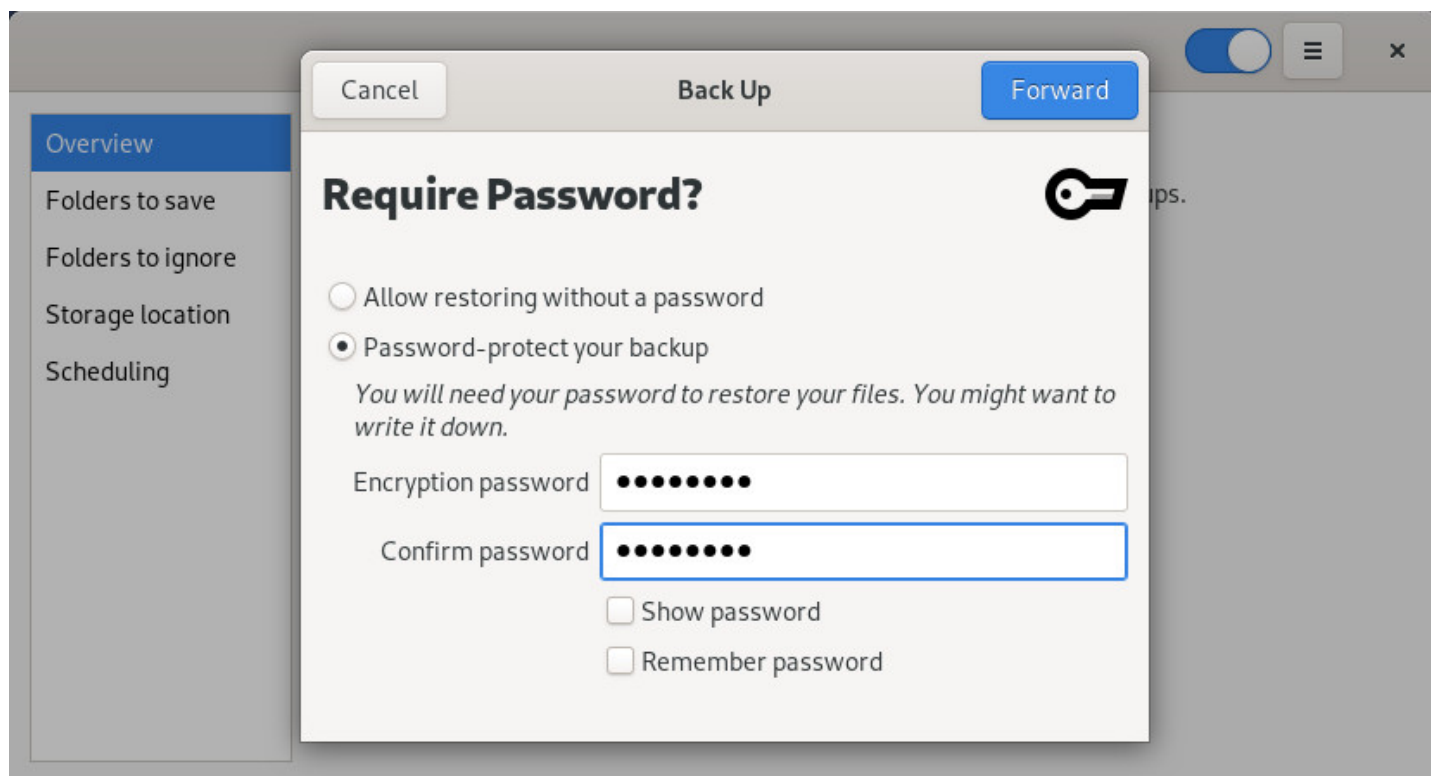 Cancel
Back Up
Forward
Overview
Folders to save
Folders to ignore
Storage location
Scheduling
Require Password?
ups.
Allow restoring without a password
Password-protect your backup
You will need your password to restore your files. You might want to
write it down.
Encryption password ●●●●●●●●
Confirm password ●●●●●●●●
Show password
Remember password